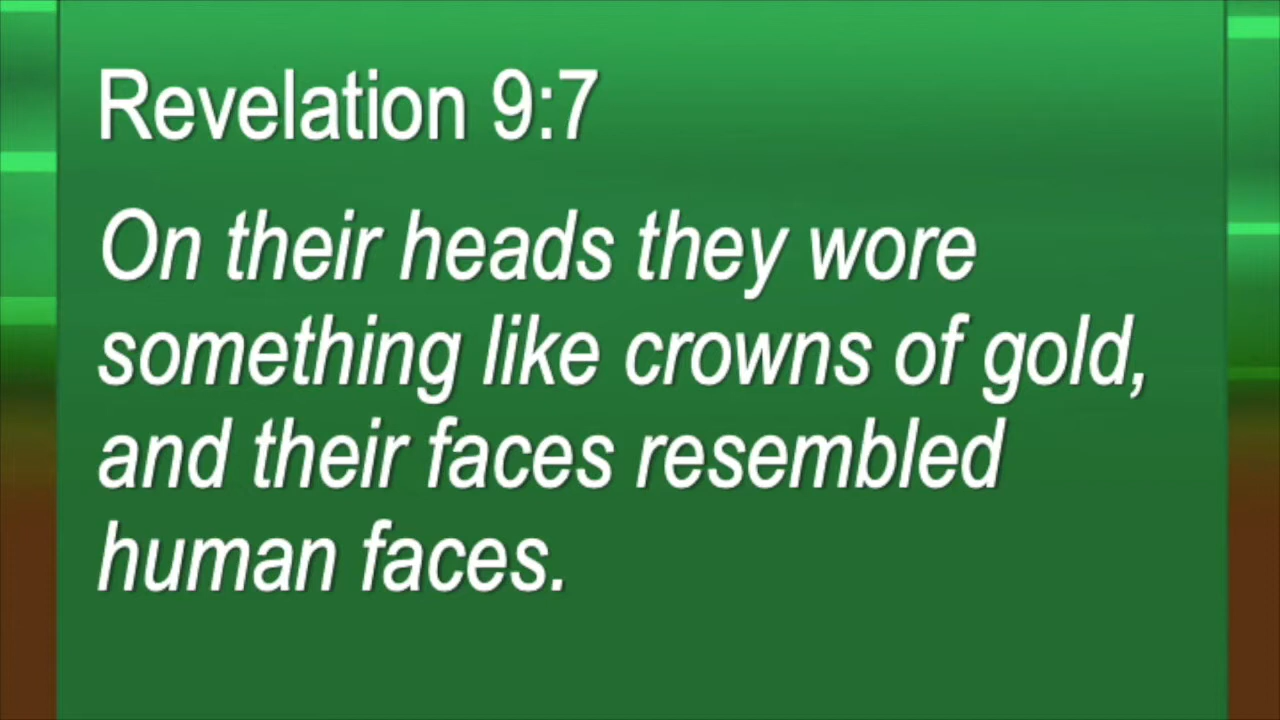 Revelation 9:7
On their heads they wore
something like crowns of gold,
and their faces resembled
human faces.